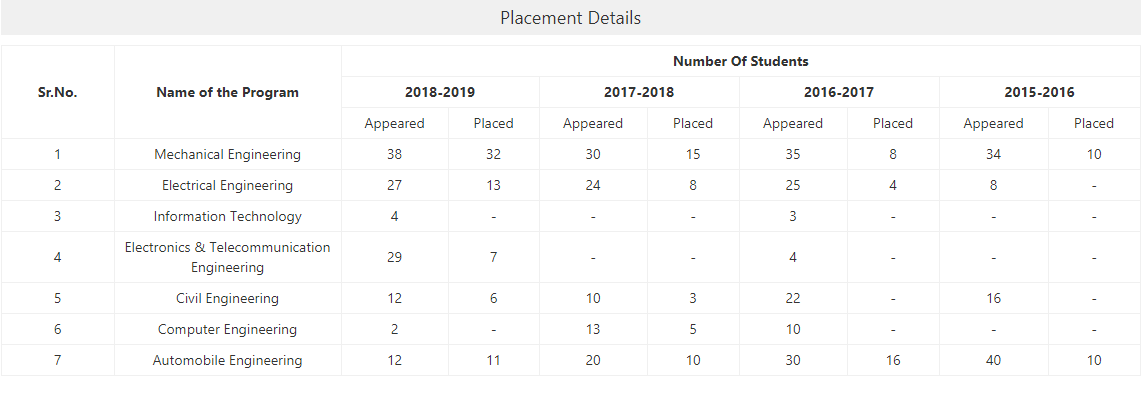 Placement Details
Number Of Students
Sr.No. Name of the Program 2018-2019 2017-2018 2016-2017 2015-2016
Appeared Placed Appeared Placed Appeared Placed Appeared Placed
1 Mechanical Engineering 38 32 30 15 35 8 34 10
2 Electrical Engineering 27 13 24 8 25 4 8 -
3 Information Technology 4 - - - 3 - - -
Electronics & Telecommunication
4 29 7 - - 4 - - -
Engineering
5 Civil Engineering 12 6 10 3 22 - 16 -
6 Computer Engineering 2 - 13 5 10 - - -
7 Automobile Engineering 12 11 20 10 30 16 40 10